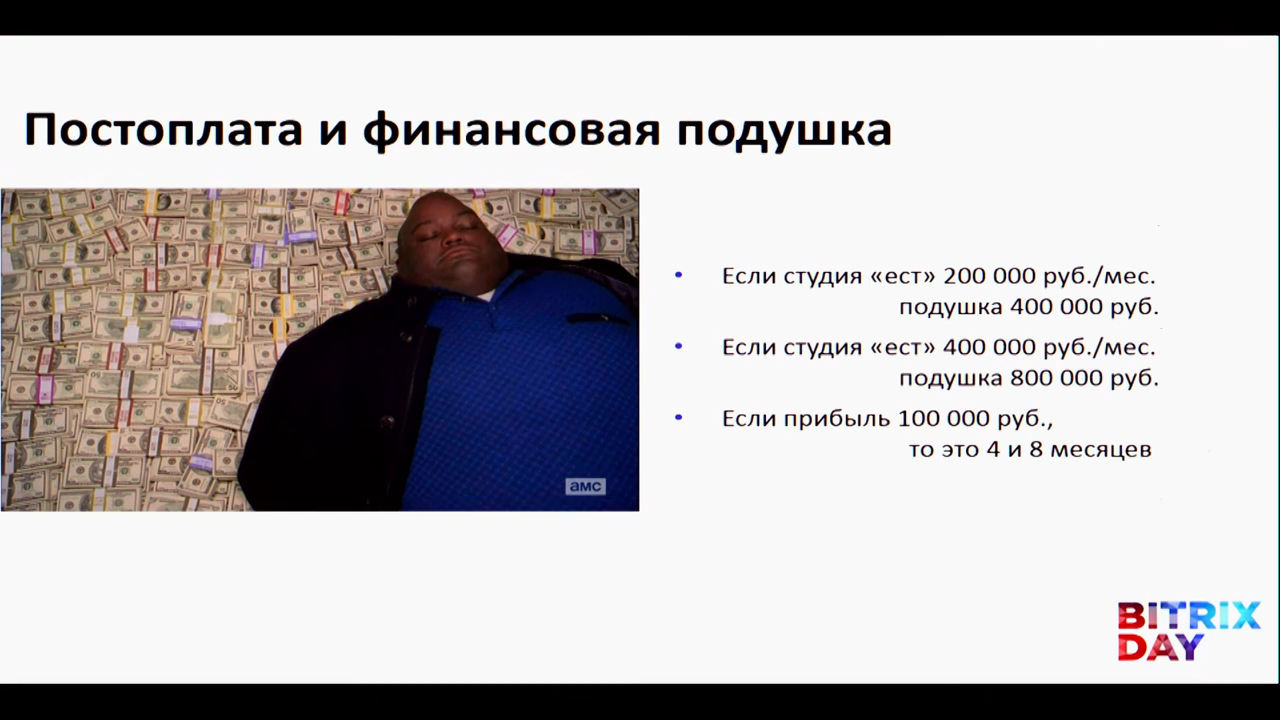 Постоплата и финансовая подушка
Если студия «ест» 200 000 руб./мес.
подушка 400 000 руб.
Если студия «ест» 400 000 руб./мес.
подушка 800 000 руб.
Если прибыль 100 000 руб.,
то это 4 и 8 месяцев
amc
BITRIX
DAY